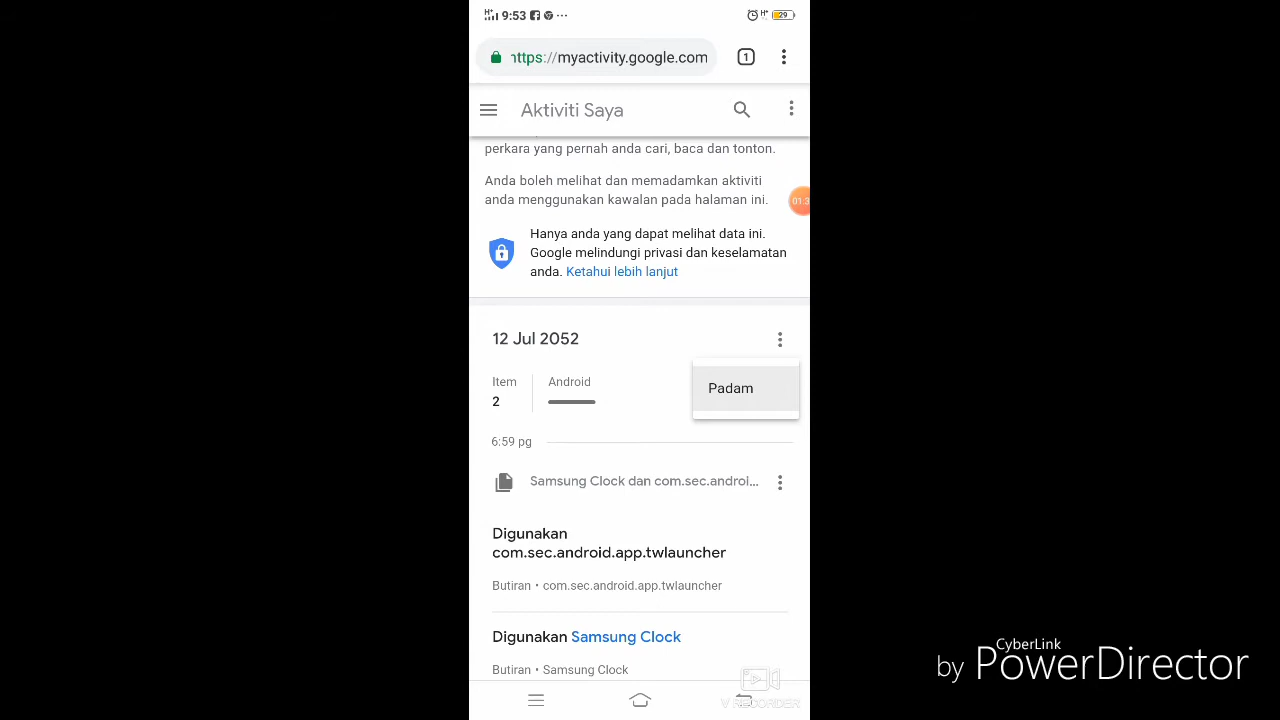 9:53
29
https://myactivity.google.com
1
Aktiviti Saya
perkara yang pernah anda cari, baca dan tonton.
Anda boleh melihat dan memadamkan aktiviti
anda menggunakan kawalan pada halaman ini.
Hanya anda yang dapat melihat data ini.
Google melindungi privasi dan keselamatan
anda. Ketahui lebih lanjut
12 Jul 2052
Item
2
Android
Padam
6:59 pg
Samsung Clock dan com.sec.androi...
Digunakan
com.sec.android.app.twlauncher
Butiran • com.sec.android.app.twlauncher
Digunakan Samsung Clock
Butiran • Samsung Clock
V RECORDER
CyberLink
by PowerDirector